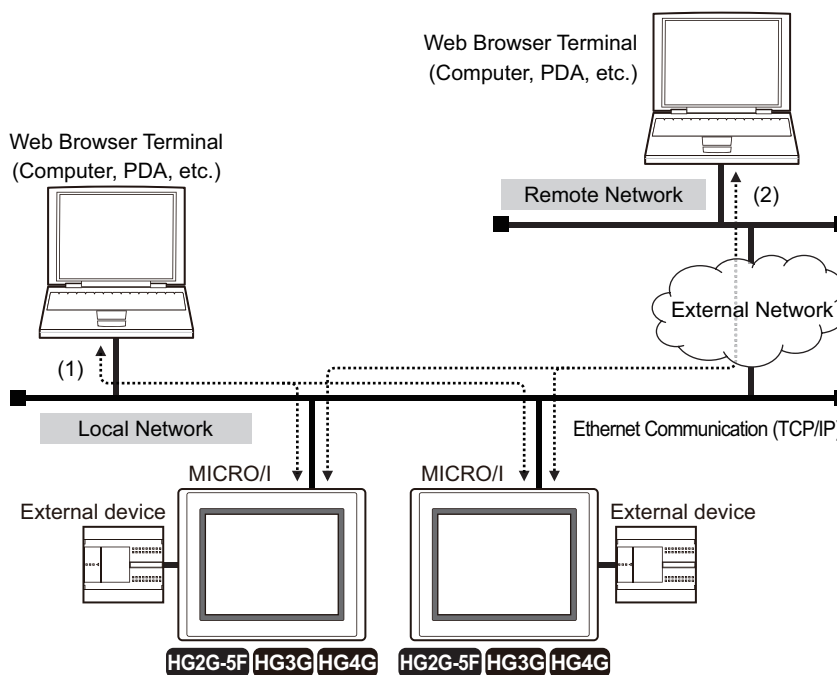 Web Browser Terminal
(Computer, PDA, etc.)
Web Browser Terminal
(Computer, PDA, etc.)
Remote Network
(2)
External Network
(1)
Local Network
Ethernet Communication (TCP/IP)
MICRO/I
MICRO/I
External device
External device
HG2G-5F HG3G HG4G
HG2G-5F HG3G HG4G